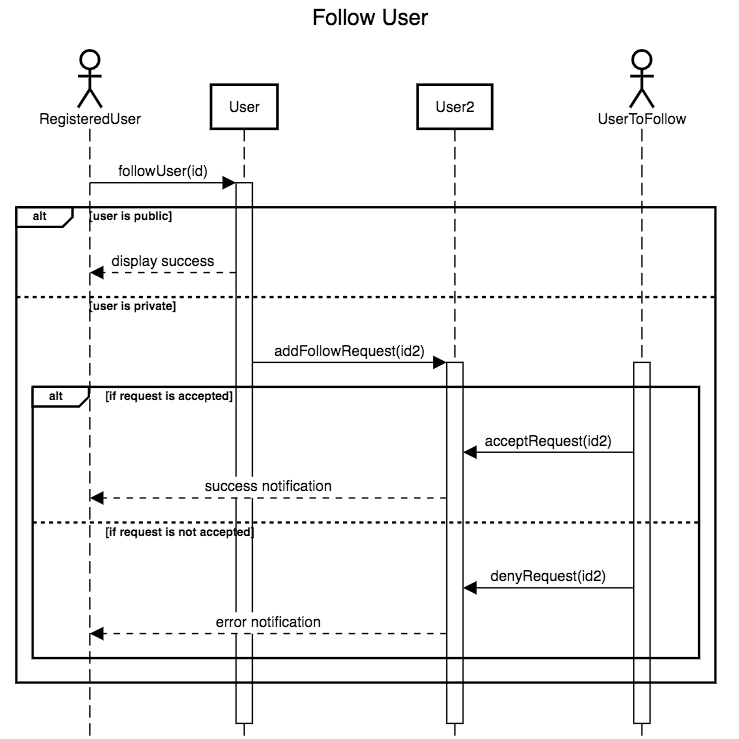 Follow User
RegisteredUser
User
User2
UserToFollow
followUser(id)
alt
[user is public]
display success
[user is private]
addFollowRequest(id2)
alt
[if request is accepted]
acceptRequest(id2)
success notification
[if request is not accepted]
denyRequest(id2)
error notification